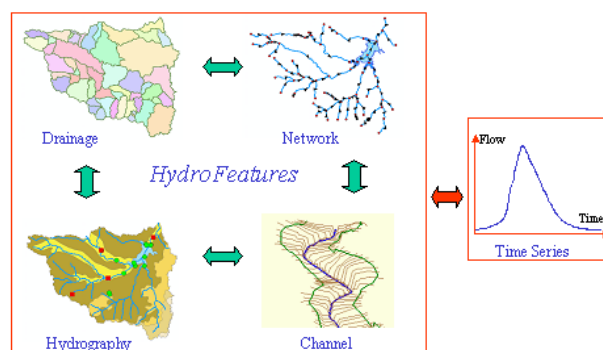 Drainage
Network
HydroFeatures
Hydrography
Channel
Flow
Time
Time Series